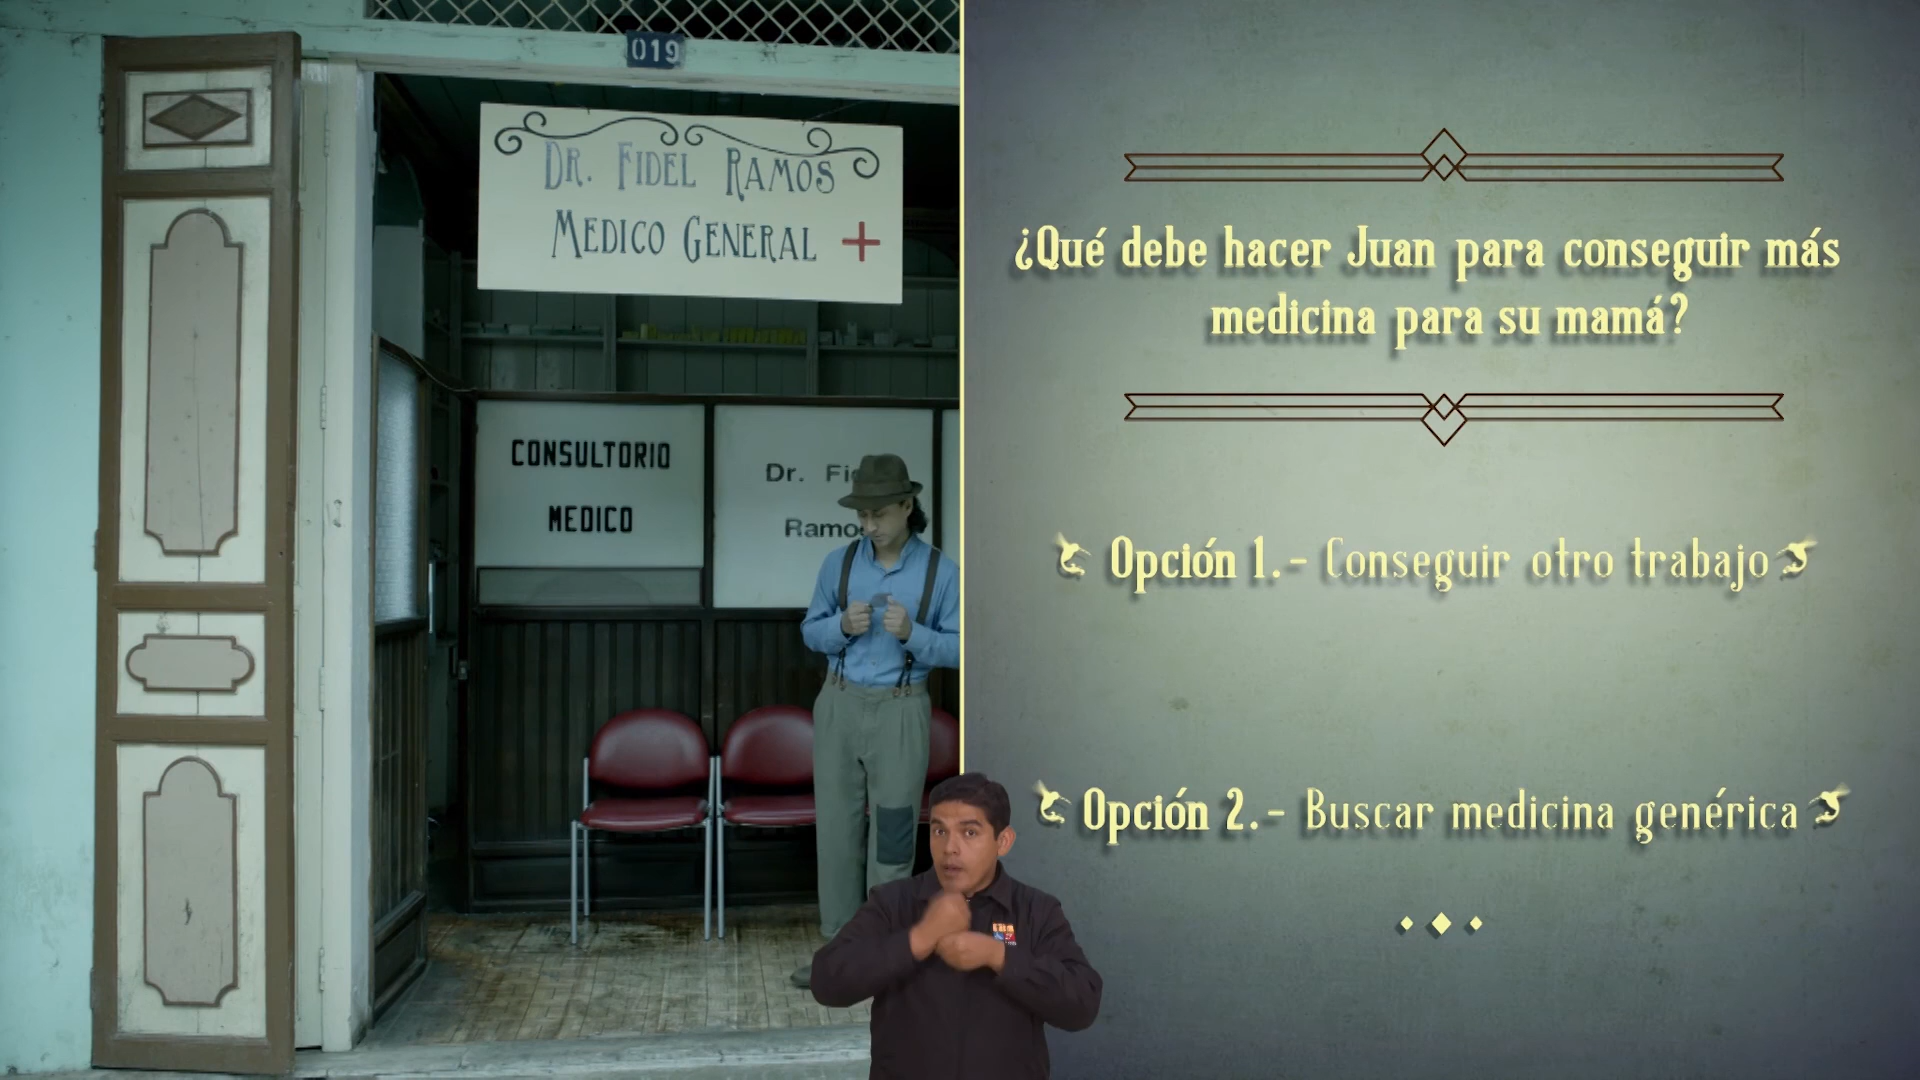 019
Dr. Fidel Ramos
Medico General
CONSULTORIO
MEDICO
Dr. Fi
Ramos
¿Qué debe hacer Juan para conseguir más
medicina para su mamá?
Opción 1.- Conseguir otro trabajo
Opción 2.- Buscar medicina genérica